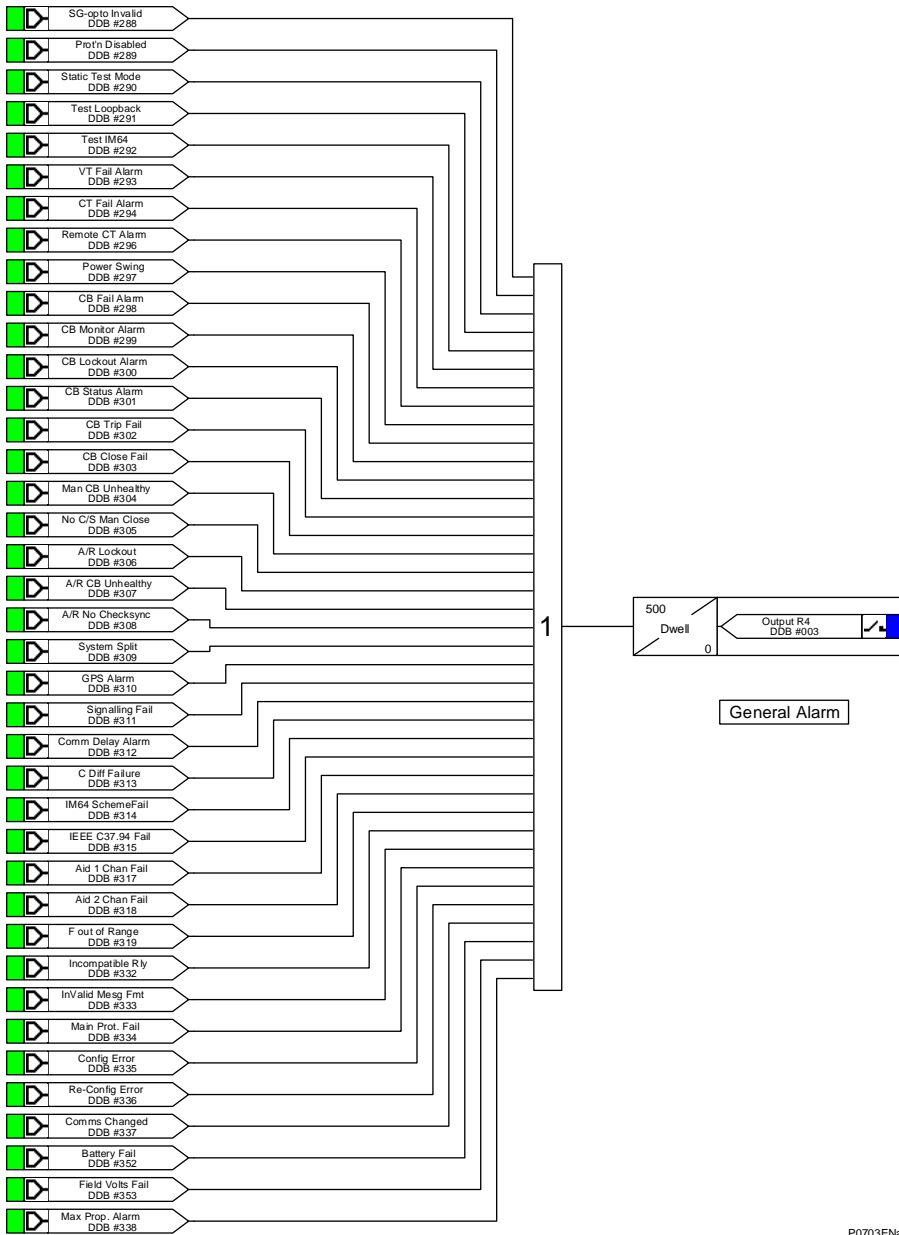 SG-opto Invalid
DDB #288
Prot'n Disabled
DDB #289
Static Test Mode
DDB #290
Test Loopback
DDB #291
Test IM64
DDB #292
VT Fail Alarm
DDB #293
CT Fail Alarm
DDB #294
Remote CT Alarm
DDB #296
Power Swing
DDB #297
CB Fail Alarm
DDB #298
CB Monitor Alarm
DDB #299
CB Lockout Alarm
DDB #300
CB Status Alarm
DDB #301
CB Trip Fail
DDB #302
CB Close Fail
DDB #303
Man CB Unhealthy
DDB #304
No C/S Man Close
DDB #305
A/R Lockout
DDB #306
A/R CB Unhealthy
DDB #307
A/R No Checksync
DDB #308
System Split
DDB #309
GPS Alarm
DDB #310
Signalling Fail
DDB #311
Comm Delay Alarm
DDB #312
C Diff Failure
DDB #313
IM64 SchemeFail
DDB #314
IEEE C37.94 Fail
DDB #315
Aid 1 Chan Fail
DDB #317
Aid 2 Chan Fail
DDB #318
F out of Range
DDB #319
Incompatible Rly
DDB #332
InValid Mesg Fmt
DDB #333
Main Prot. Fail
DDB #334
Config Error
DDB #335
Re-Config Error
DDB #336
Comms Changed
DDB #337
Battery Fail
DDB #352
Field Volts Fail
DDB #353
Max Prop. Alarm
DDB #338
1
500
Dwell
0
Output R4
DDB #003
General Alarm
P0703ENa